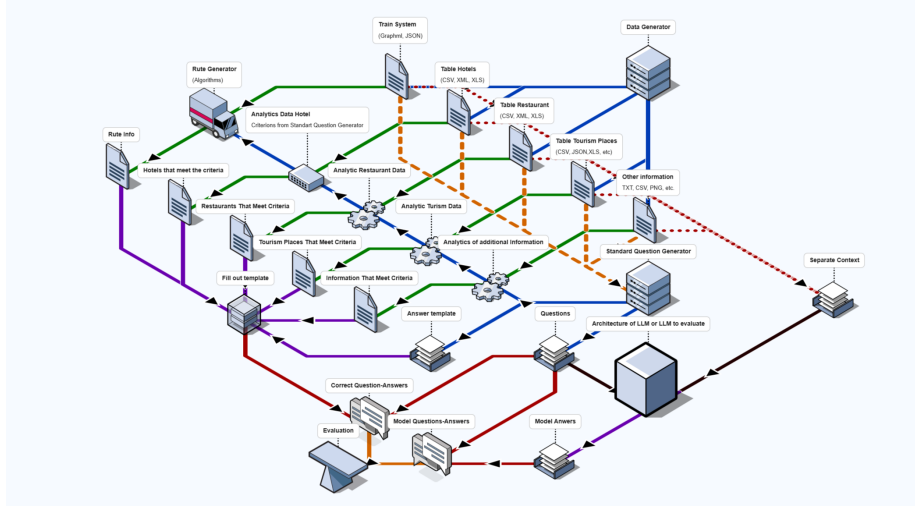 Train System
(Graphml, JSON)
Data Generator
Rute Generator
(Algorithms)
Table Hotels
(CSV, XML, XLS)
Analytics Data Hotel
Criterions from Standart Question Generator
Table Restaurant
(CSV, XML, XLS)
Rute Info
Table Tourism Places
(CSV, JSON,XLS, etc)
Hotels that meet the criteria
Analytic Restaurant Data
Other information
TXT, CSV, PNG, etc.
Restaurants That Meet Criteria
Analytic Turism Data
Tourism Places That Meet Criteria
Analytics of additional Information
Standard Question Generator
Separate Context
Fill out template
Information That Meet Criteria
Answer template
Questions
Architecture of LLM or LLM to evaluate
Correct Question-Answers
Model Questions-Answers
Model Anwers
Evaluation